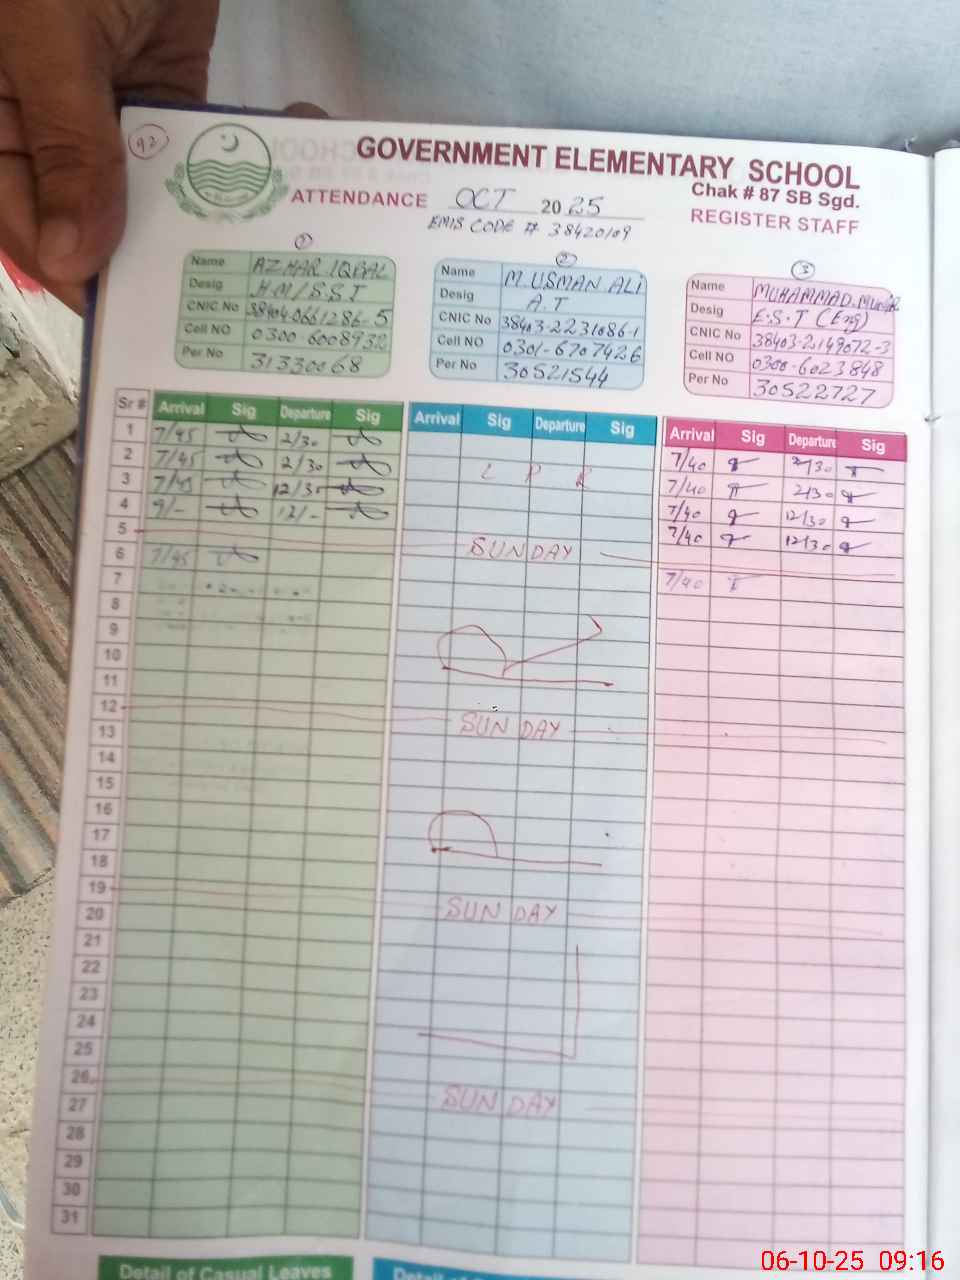 92
GOVERNMENT ELEMENTARY SCHOOL
Chak # 87 SB Sgd.
ATTENDANCE OCT 2025
REGISTER STAFF
EMIS CODE # 38420109
1
Name AZHAR IQBAL
Desig H.M/S.S.T
CNIC No 38404-0661286-5
Cell NO 0300-6008932
Per No 31330068
2
Name M. USMAN ALI
Desig A.T
CNIC No 38403-2231086-1
Cell NO 0301-6707426
Per No 30521544
3
Name MUHAMMAD
Desig E.S.T (Eng)
CNIC No 38403-2149072-3
Cell NO 0300-6023848
Per No 30522727
Sr # Arrival Sig Departure Sig Arrival Sig Departure Sig Arrival Sig Departure Sig
1 7/45 2/30 7/40 2/30
2 7/45 2/30 L P R 7/40 2/30
3 7/45 12/30 7/40 12/30
4 9/- 12/- 7/40 12/30
5 SUNDAY
6 7/45 7/40
7
8
9
10
11
12 SUNDAY
13
14
15
16
17
18
19 SUNDAY
20
21
22
23
24
25
26 SUNDAY
27
28
29
30
31
Detail of Casual Leaves
Detail of
06-10-25 09:16